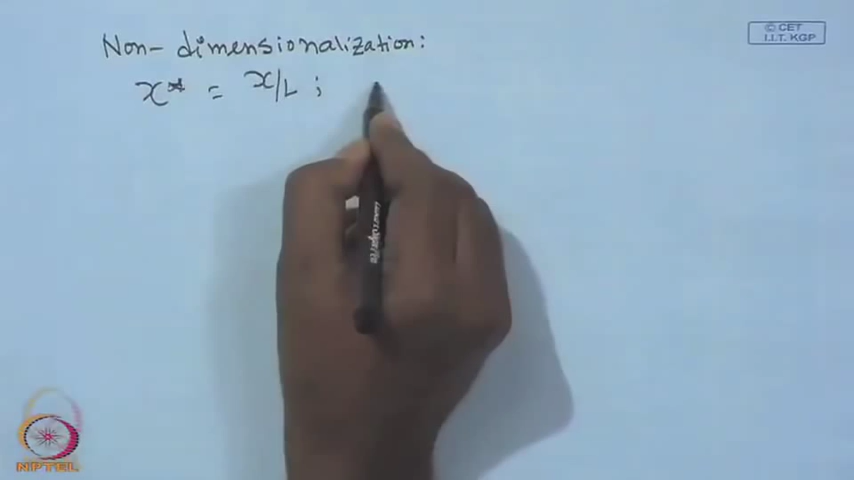 Non-dimensionalization:
x* = x/L ;
© CET
I.I.T. KGP
NPTEL